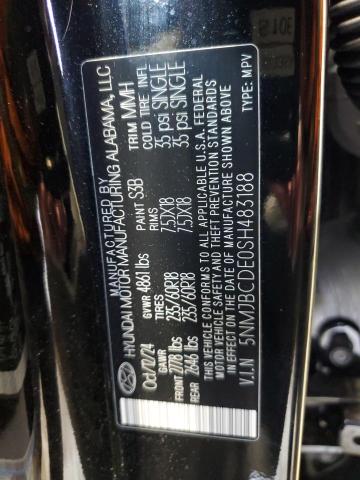 MANUFACTURED BY
HYUNDAI MOTOR MANUFACTURING ALABAMA, LLC
06/12/24 PAINT S3B TRIM MMH
GVWR 4861 lbs
GAWR TIRES RIMS COLD TIRE INFL
FRONT 2778 lbs 235/60R18 7.5JX18 35 psi SINGLE
REAR 2646 lbs 235/60R18 7.5JX18 35 psi SINGLE
THIS VEHICLE CONFORMS TO ALL APPLICABLE U.S.A. FEDERAL
MOTOR VEHICLE SAFETY AND THEFT PREVENTION STANDARDS
IN EFFECT ON THE DATE OF MANUFACTURE SHOWN ABOVE
V.I.N 5NMJBCDE0SH483188 TYPE: MPV